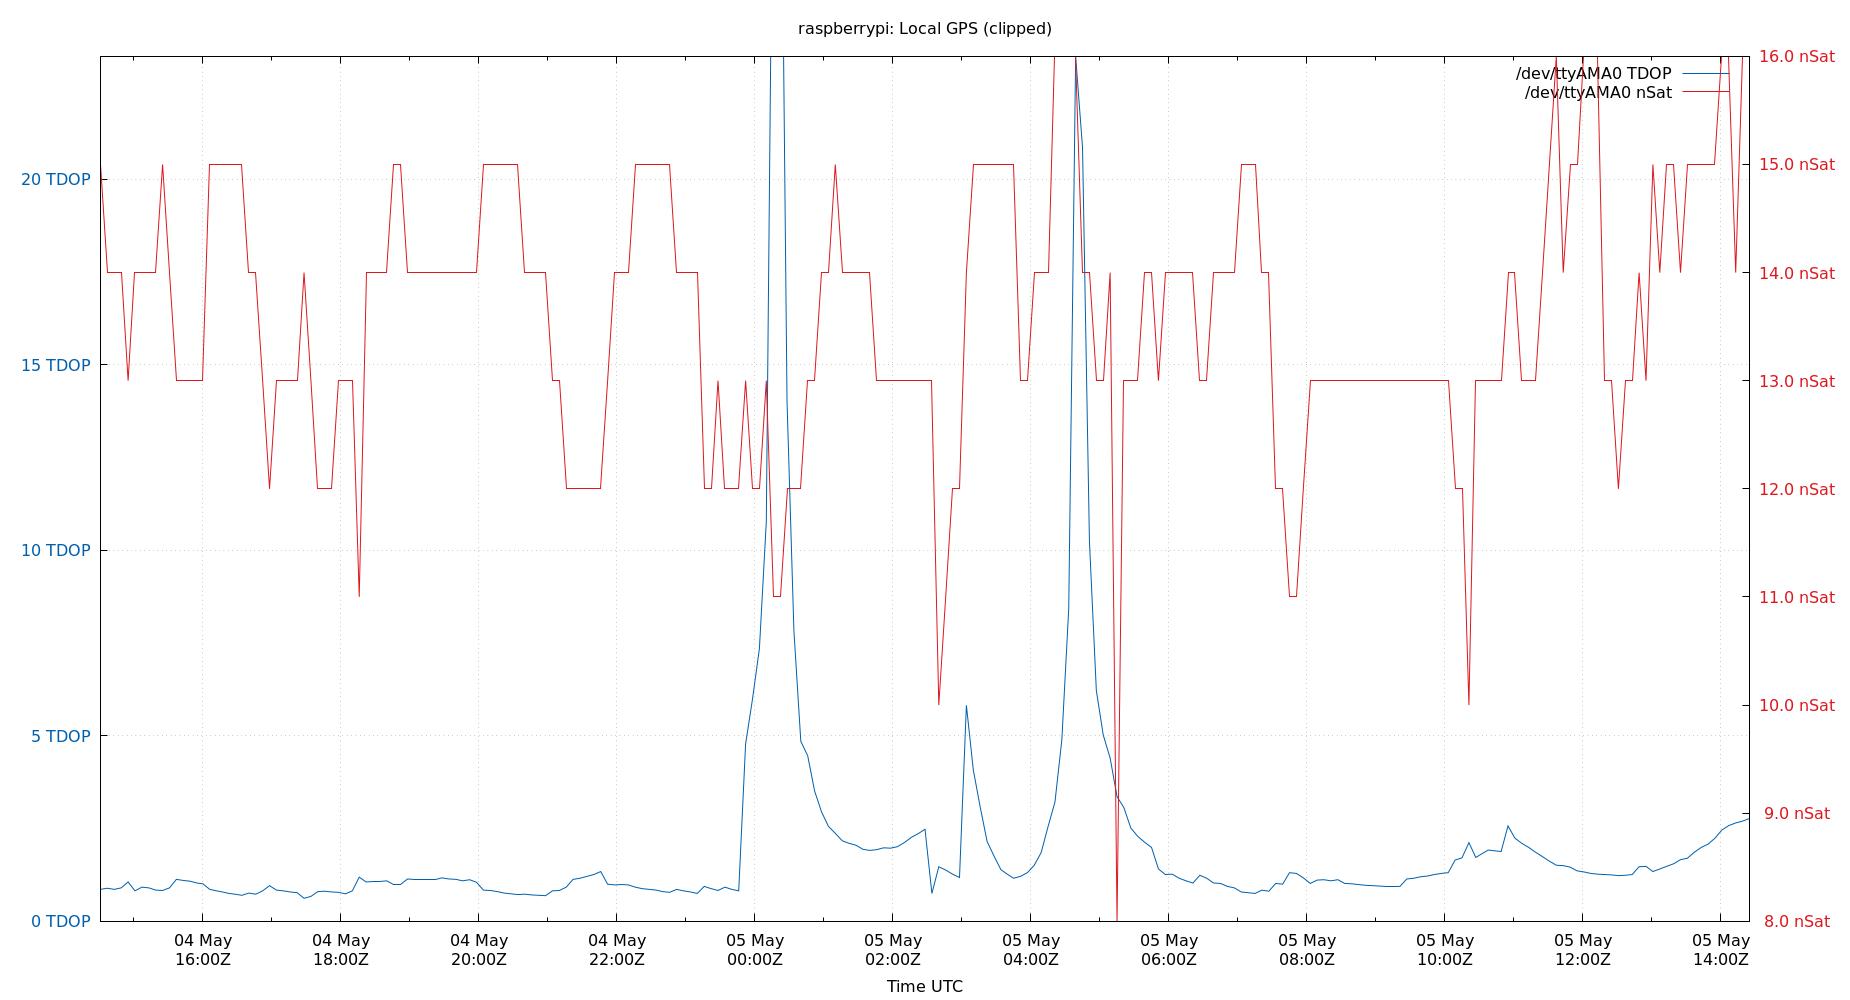 raspberrypi: Local GPS (clipped)
16.0 nSat
/dev/ttyAMA0 TDOP
/dev/ttyAMA0 nSat
20 TDOP
15.0 nSat
14.0 nSat
15 TDOP
13.0 nSat
12.0 nSat
10 TDOP
11.0 nSat
10.0 nSat
5 TDOP
9.0 nSat
0 TDOP
8.0 nSat
04 May 04 May 04 May 04 May 05 May 05 May 05 May 05 May 05 May 05 May 05 May 05 May
16:00Z 18:00Z 20:00Z 22:00Z 00:00Z 02:00Z 04:00Z 06:00Z 08:00Z 10:00Z 12:00Z 14:00Z
Time UTC